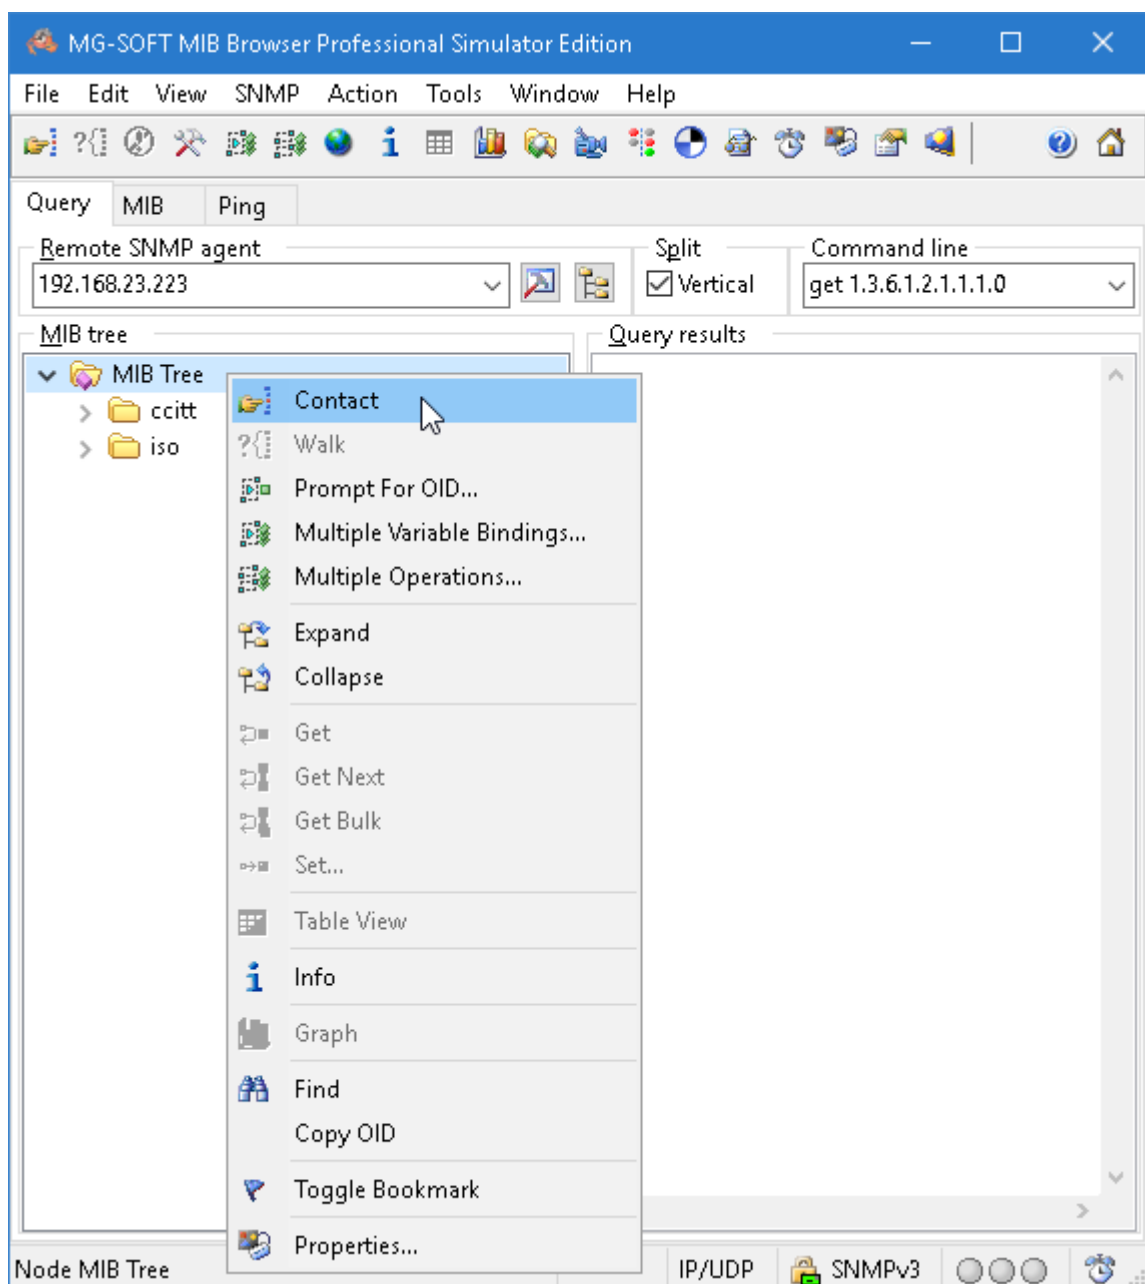 MG-SOFT MIB Browser Professional Simulator Edition
File Edit View SNMP Action Tools Window Help
Query MIB Ping
Remote SNMP agent Split Command line
192.168.23.223 Vertical get 1.3.6.1.2.1.1.1.0
MIB tree Query results
MIB Tree
ccitt
iso
Contact
Walk
Prompt For OID...
Multiple Variable Bindings...
Multiple Operations...
Expand
Collapse
Get
Get Next
Get Bulk
Set...
Table View
Info
Graph
Find
Copy OID
Toggle Bookmark
Properties...
Node MIB Tree IP/UDP SNMPv3